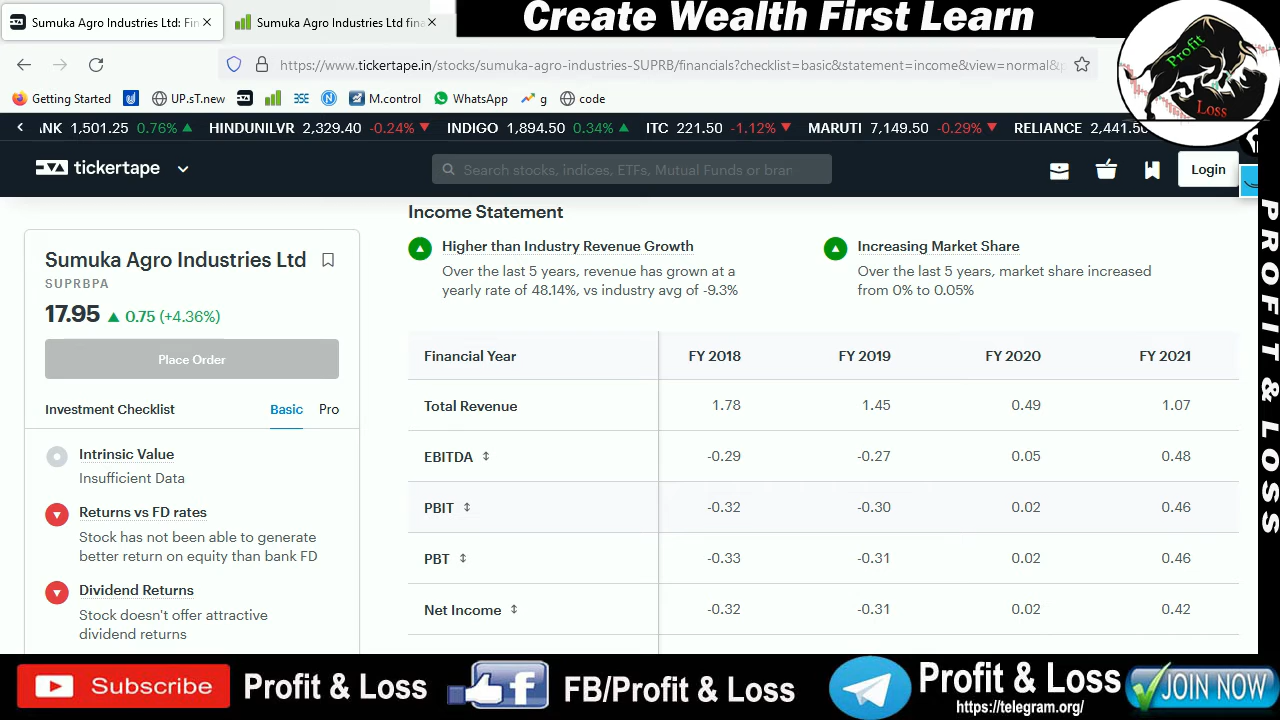 Create Wealth First Learn
Profit
Loss
Sumuka Agro Industries Ltd: Fin
Sumuka Agro Industries Ltd fina
https://www.tickertape.in/stocks/sumuka-agro-industries-SUPRB/financials?checklist=basic&statement=income&view=normal&p
Getting Started
UP.sT.new
M.control
WhatsApp
g
code
NK 1,501.25 0.76% HINDUNILVR 2,329.40 -0.24% INDIGO 1,894.50 0.34% ITC 221.50 -1.12% MARUTI 7,149.50 -0.29% RELIANCE 2,441.50
tickertape
Search stocks, indices, ETFs, Mutual Funds or bran
Login
PROFIT & LOSS
Sumuka Agro Industries Ltd
SUPRBPA
17.95 0.75 (+4.36%)
Place Order
Investment Checklist Basic Pro
Intrinsic Value
Insufficient Data
Returns vs FD rates
Stock has not been able to generate
better return on equity than bank FD
Dividend Returns
Stock doesn't offer attractive
dividend returns
Income Statement
Higher than Industry Revenue Growth
Over the last 5 years, revenue has grown at a
yearly rate of 48.14%, vs industry avg of -9.3%
Increasing Market Share
Over the last 5 years, market share increased
from 0% to 0.05%
Financial Year FY 2018 FY 2019 FY 2020 FY 2021
Total Revenue 1.78 1.45 0.49 1.07
EBITDA -0.29 -0.27 0.05 0.48
PBIT -0.32 -0.30 0.02 0.46
PBT -0.33 -0.31 0.02 0.46
Net Income -0.32 -0.31 0.02 0.42
Subscribe
Profit & Loss
f
FB/Profit & Loss
Profit & Loss
https://telegram.org/
JOIN NOW